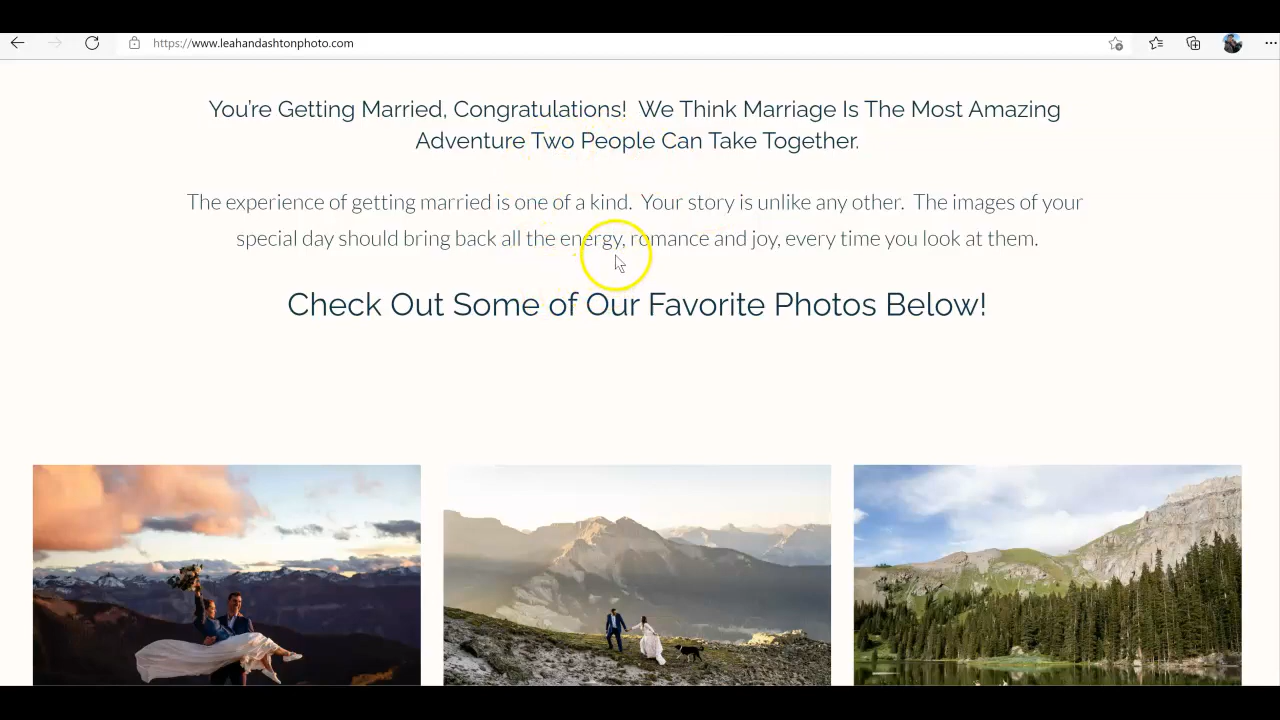 https://www.leahandashtonphoto.com
You're Getting Married, Congratulations!  We Think Marriage Is The Most Amazing
Adventure Two People Can Take Together.
The experience of getting married is one of a kind.  Your story is unlike any other.  The images of your
special day should bring back all the energy, romance and joy, every time you look at them.
Check Out Some of Our Favorite Photos Below!